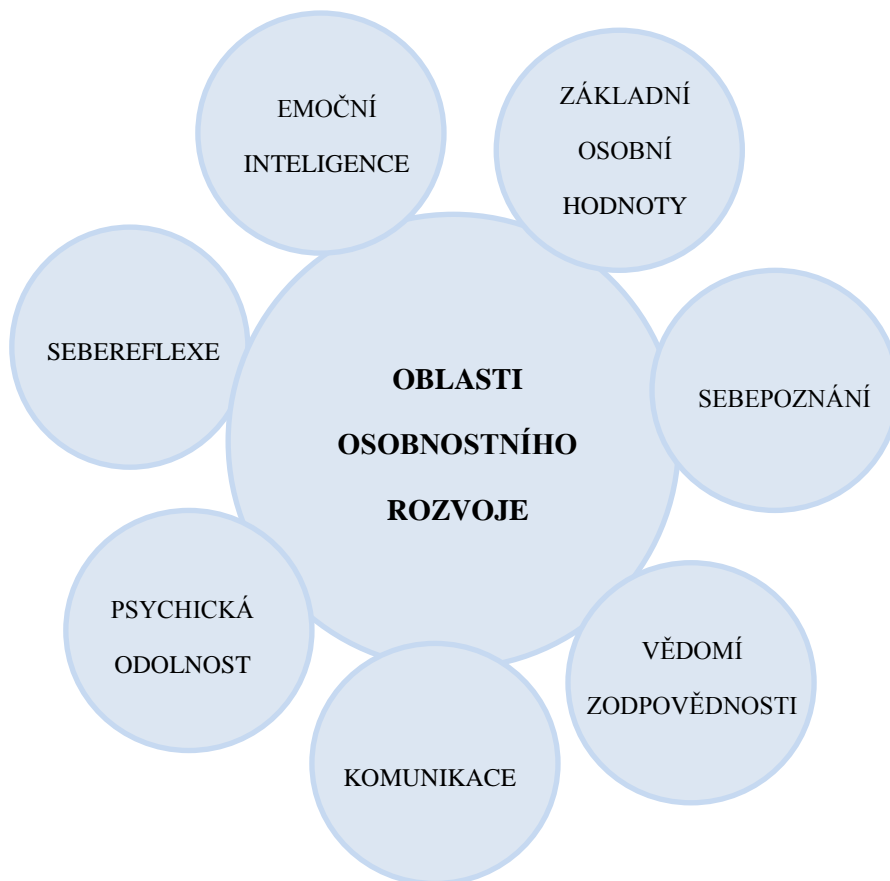 EMOČNÍ
INTELIGENCE
ZÁKLADNÍ
OSOBNÍ
HODNOTY
SEBEREFLEXE
OBLASTI
OSOBNOSTNÍHO
ROZVOJE
SEBEPOZNÁNÍ
PSYCHICKÁ
ODOLNOST
VĚDOMÍ
ZODPOVĚDNOSTI
KOMUNIKACE